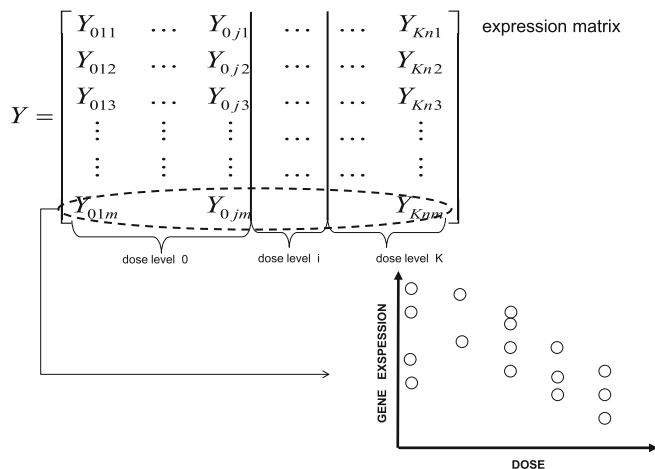 Y₀₁₁ ... Y₀ⱼ₁ ... ... Yₖₙ₁ expression matrix
Y₀₁₂ ... Y₀ⱼ₂ ... ... Yₖₙ₂
Y₀₁₃ ... Y₀ⱼ₃ ... ... Yₖₙ₃
Y =
⋮ ⋮ ⋮ ... ... ⋮
⋮ ⋮ ⋮ ... ... ⋮
Y₀₁ₘ Y₀ⱼₘ Yₖₙₘ
dose level 0 dose level i dose level K
GENE EXSPESSION
DOSE